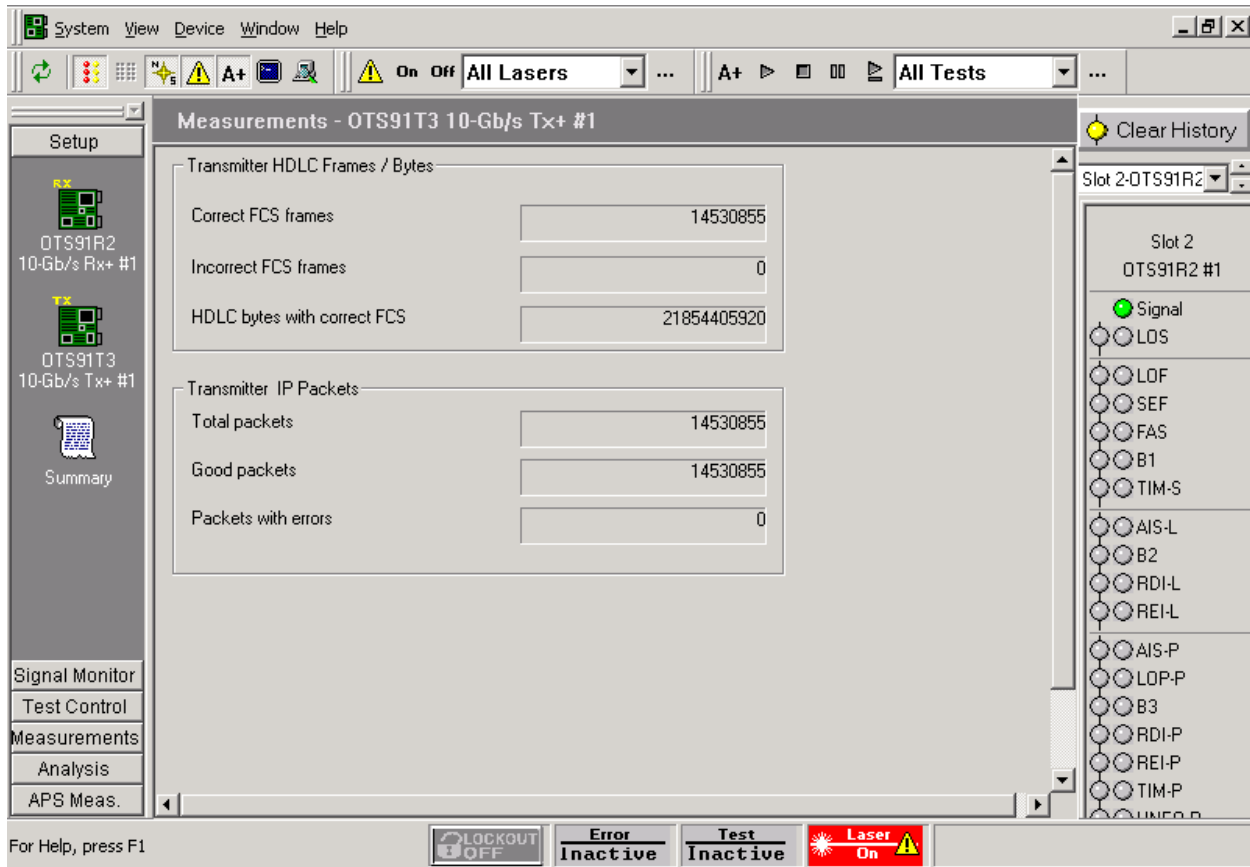 System View Device Window Help
N S A+ On Off All Lasers ... A+ All Tests ...
Setup
RX
OTS91R2
10-Gb/s Rx+ #1
TX
OTS91T3
10-Gb/s Tx+ #1
Summary
Signal Monitor
Test Control
Measurements
Analysis
APS Meas.
Measurements - OTS91T3 10-Gb/s Tx+ #1
Transmitter HDLC Frames / Bytes
Correct FCS frames 14530855
Incorrect FCS frames 0
HDLC bytes with correct FCS 21854405920
Transmitter IP Packets
Total packets 14530855
Good packets 14530855
Packets with errors 0
Clear History
Slot 2-OTS91R2
Slot 2
OTS91R2 #1
Signal
LOS
LOF
SEF
FAS
B1
TIM-S
AIS-L
B2
RDI-L
REI-L
AIS-P
LOP-P
B3
RDI-P
REI-P
TIM-P
For Help, press F1
LOCKOUT
OFF
Error
Inactive
Test
Inactive
Laser
On